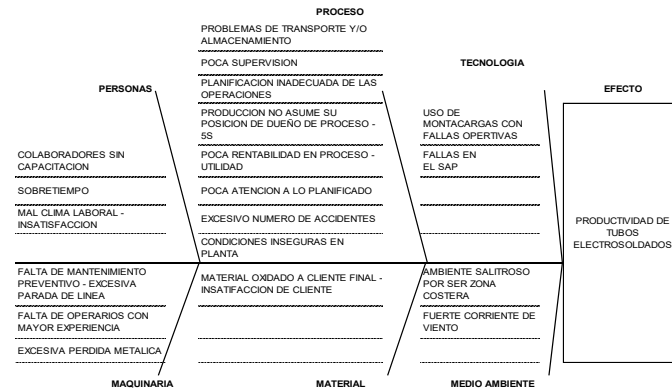 PROCESO
PROBLEMAS DE TRANSPORTE Y/O
ALMACENAMIENTO
POCA SUPERVISION
TECNOLOGIA
PERSONAS
PLANIFICACION INADECUADA DE LAS
OPERACIONES
EFECTO
PRODUCCION NO ASUME SU
POSICION DE DUEÑO DE PROCESO -
5S
USO DE
MONTACARGAS CON
FALLAS OPERTIVAS
COLABORADORES SIN
CAPACITACION
POCA RENTABILIDAD EN PROCESO -
UTILIDAD
FALLAS EN
EL SAP
SOBRETIEMPO
POCA ATENCION A LO PLANIFICADO
MAL CLIMA LABORAL -
INSATISFACCION
EXCESIVO NUMERO DE ACCIDENTES
CONDICIONES INSEGURAS EN
PLANTA
PRODUCTIVIDAD DE
TUBOS
ELECTROSOLDADOS
FALTA DE MANTENIMIENTO
PREVENTIVO - EXCESIVA
PARADA DE LINEA
MATERIAL OXIDADO A CLIENTE FINAL -
INSATIFACCION DE CLIENTE
AMBIENTE SALITROSO
POR SER ZONA
COSTERA
FALTA DE OPERARIOS CON
MAYOR EXPERIENCIA
FUERTE CORRIENTE DE
VIENTO
EXCESIVA PERDIDA METALICA
MAQUINARIA
MATERIAL
MEDIO AMBIENTE